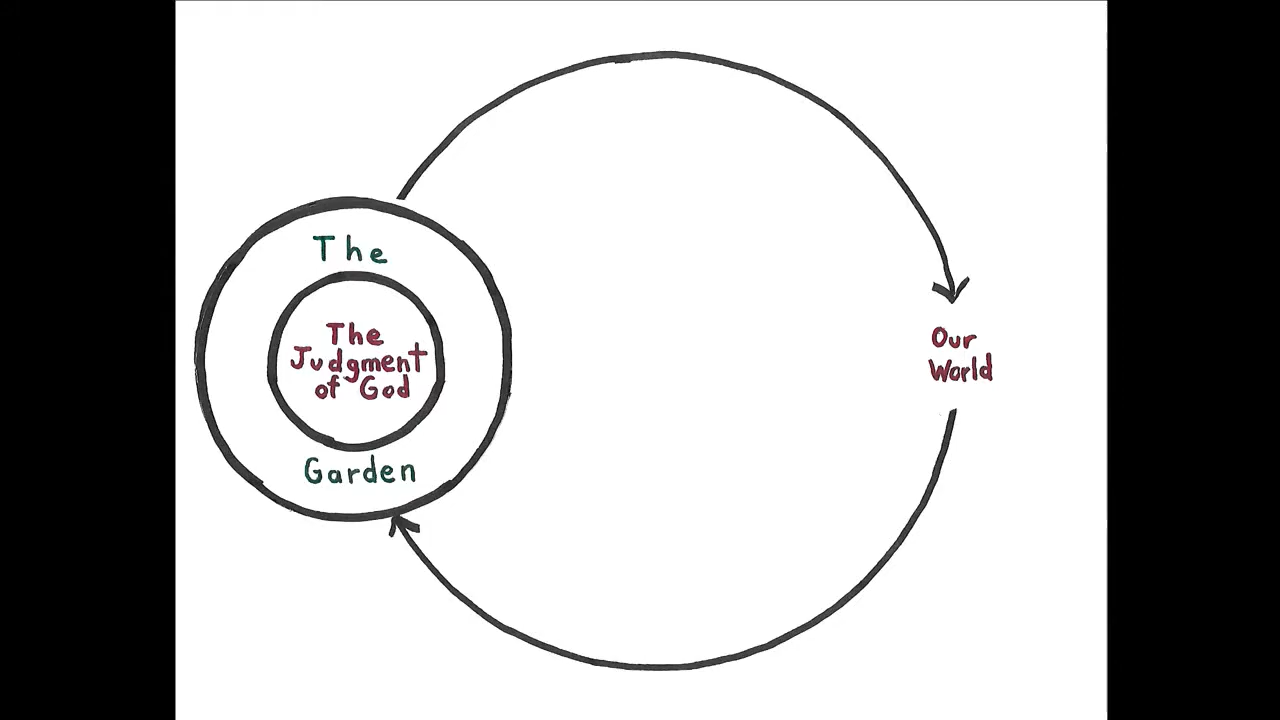 The
The
Judgment
of God
Garden
Our
World